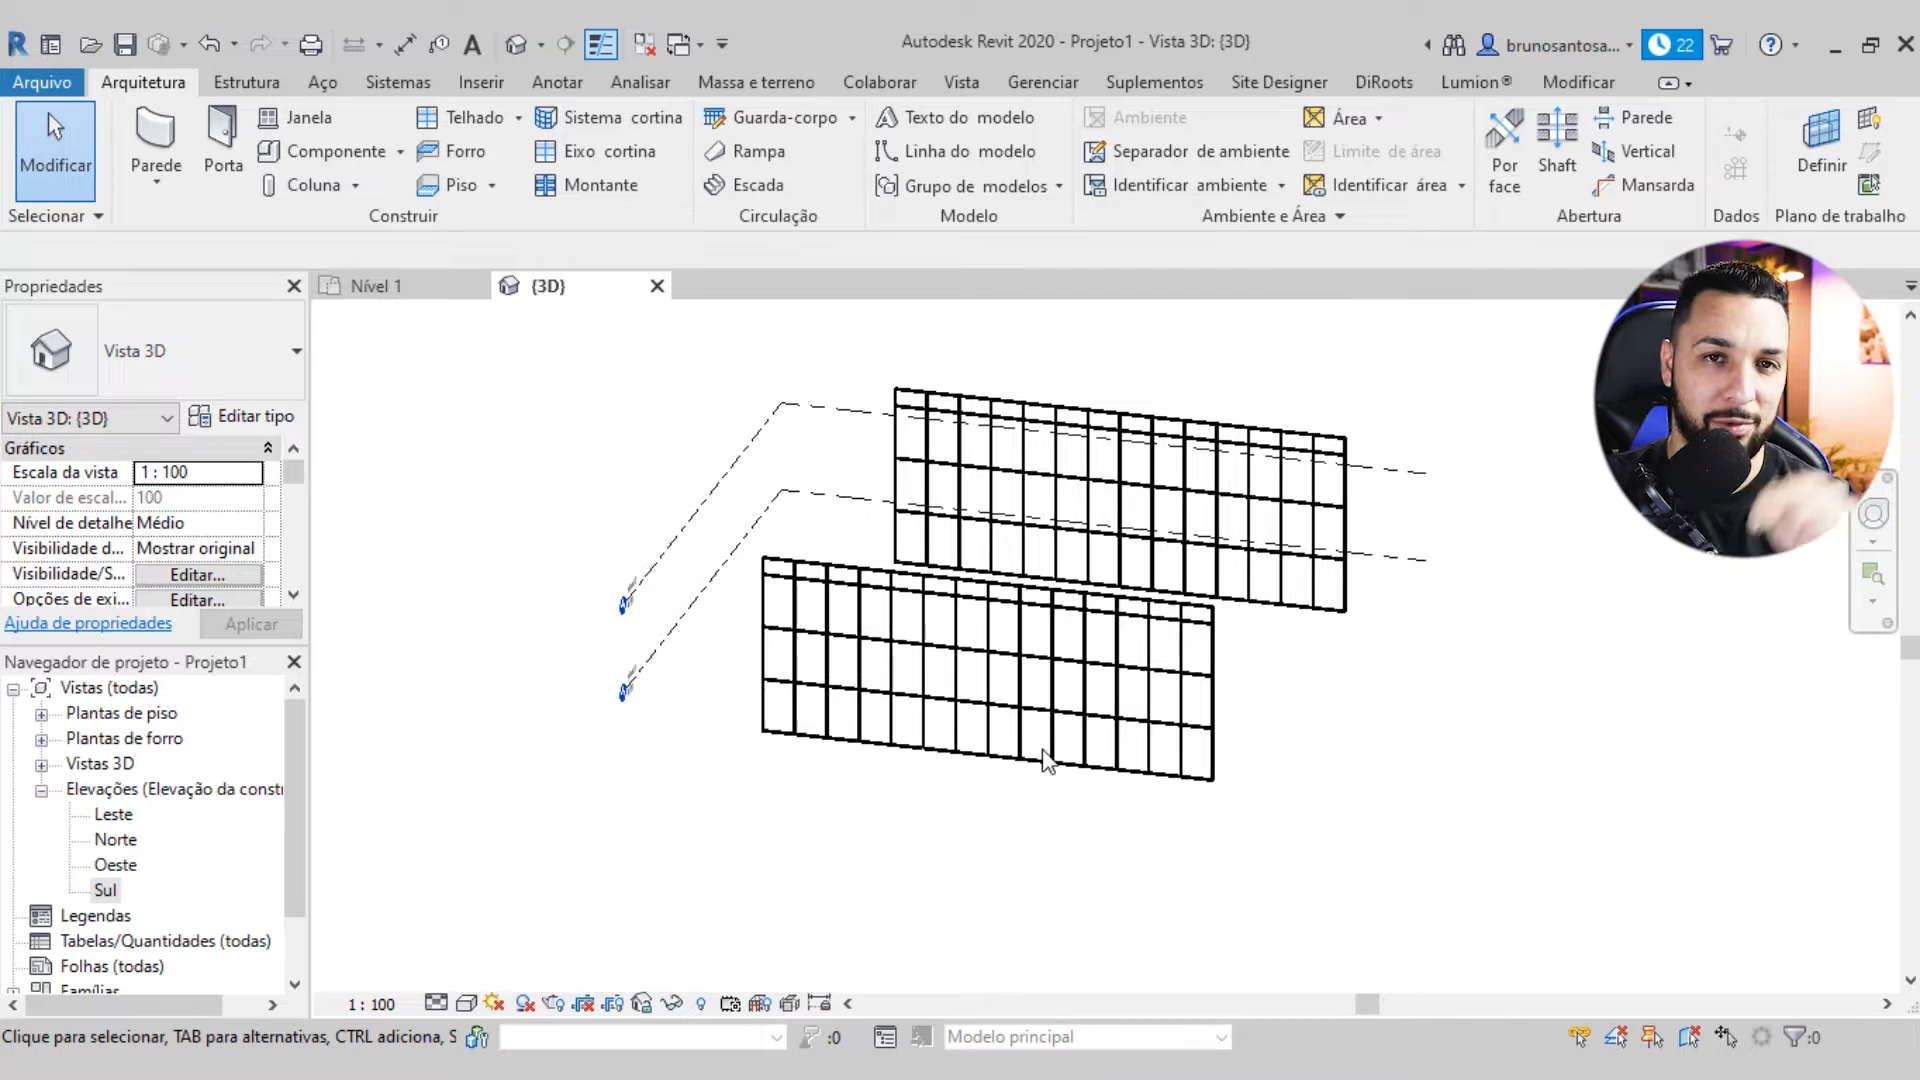 Autodesk Revit 2020 - Projeto1 - Vista 3D: {3D}
brunosantosa...
22
Arquivo
Arquitetura
Estrutura
Aço
Sistemas
Inserir
Anotar
Analisar
Massa e terreno
Colaborar
Vista
Gerenciar
Suplementos
Site Designer
DiRoots
Lumion®
Modificar
Modificar
Selecionar
Parede
Porta
Janela
Componente
Coluna
Telhado
Forro
Piso
Sistema cortina
Eixo cortina
Montante
Construir
Guarda-corpo
Rampa
Escada
Circulação
Texto do modelo
Linha do modelo
Grupo de modelos
Modelo
Ambiente
Separador de ambiente
Identificar ambiente
Área
Limite de área
Identificar área
Ambiente e Área
Por face
Shaft
Parede
Vertical
Mansarda
Abertura
Dados
Definir
Plano de trabalho
Propriedades
Nível 1
{3D}
Vista 3D
Vista 3D: {3D}
Editar tipo
Gráficos
Escala da vista 1 : 100
Valor de escal... 100
Nível de detalhe Médio
Visibilidade d... Mostrar original
Visibilidade/S... Editar...
Opções de exi... Editar...
Ajuda de propriedades
Aplicar
Navegador de projeto - Projeto1
Vistas (todas)
Plantas de piso
Plantas de forro
Vistas 3D
Elevações (Elevação da constr
Leste
Norte
Oeste
Sul
Legendas
Tabelas/Quantidades (todas)
Folhas (todas)
Famílias
1 : 100
Clique para selecionar, TAB para alternativas, CTRL adiciona, S
:0
Modelo principal
:0